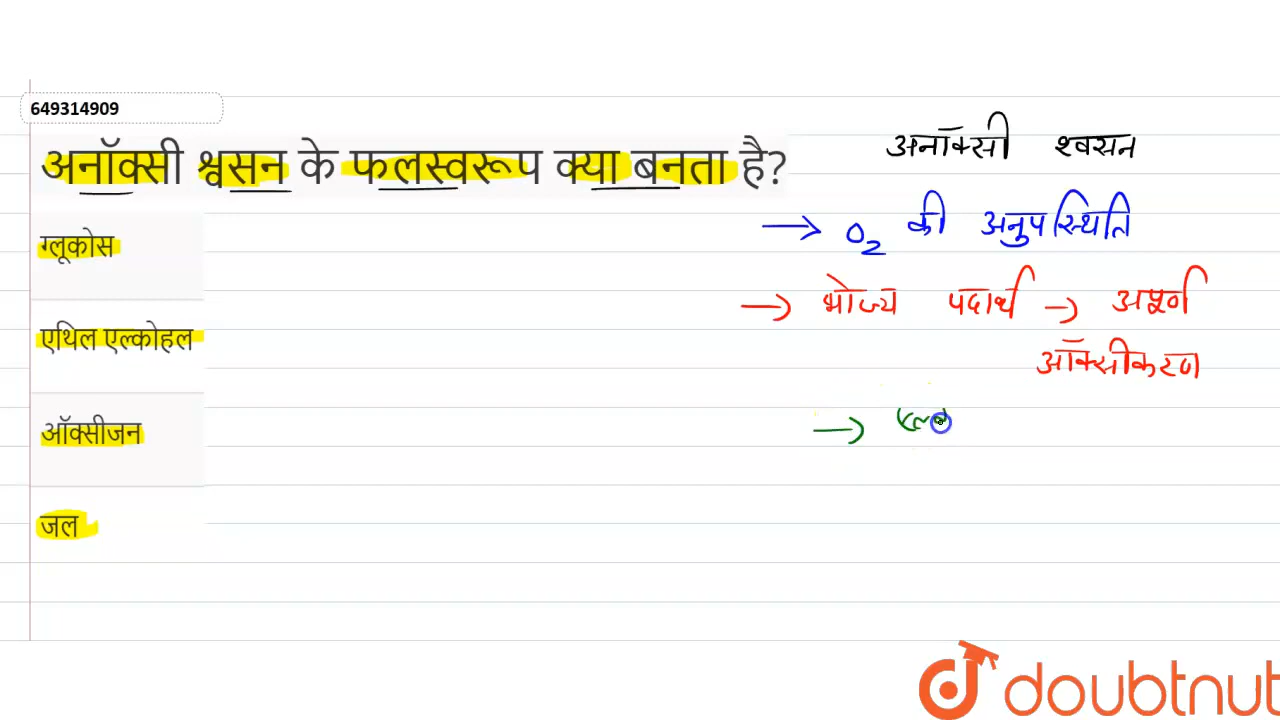 649314909
अनॉक्सी श्वसन के फलस्वरूप क्या बनता है?
ग्लूकोस
एथिल एल्कोहल
ऑक्सीजन
जल
अनॉक्सी श्वसन
→ O2 की अनुपस्थिति
→ भोज्य पदार्थ → अपूर्ण
ऑक्सीकरण
→
doubtnut